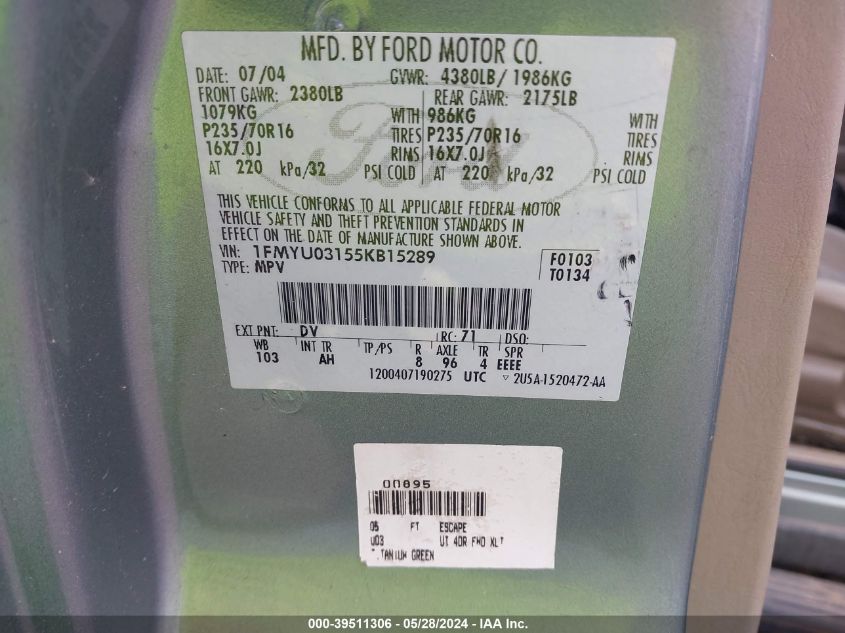 MFD. BY FORD MOTOR CO.
DATE: 07/04 GVWR: 4380LB/ 1986KG
FRONT GAWR: 2380LB REAR GAWR: 2175LB
1079KG WITH 986KG WITH
P235/70R16 TIRES P235/70R16 TIRES
16X7.0J RIMS 16X7.0J RIMS
AT 220 kPa/32 PSI COLD AT 220 kPa/32 PSI COLD
THIS VEHICLE CONFORMS TO ALL APPLICABLE FEDERAL MOTOR
VEHICLE SAFETY AND THEFT PREVENTION STANDARDS IN
EFFECT ON THE DATE OF MANUFACTURE SHOWN ABOVE.
VIN: 1FMYU03155KB15289 F0103
TYPE: MPV T0134
EXT PNT: DV RC: 71 DSO:
WB INT TR TP/PS R AXLE TR SPR
103 AH 8 96 4 EEEE
1200407190275 UTC ▽ 2U5A-1520472-AA
00895
05 FT ESCAPE
U03 UT 4DR FWD XLT
TANIUM GREEN
000-39511306 - 05/28/2024 - IAA Inc.